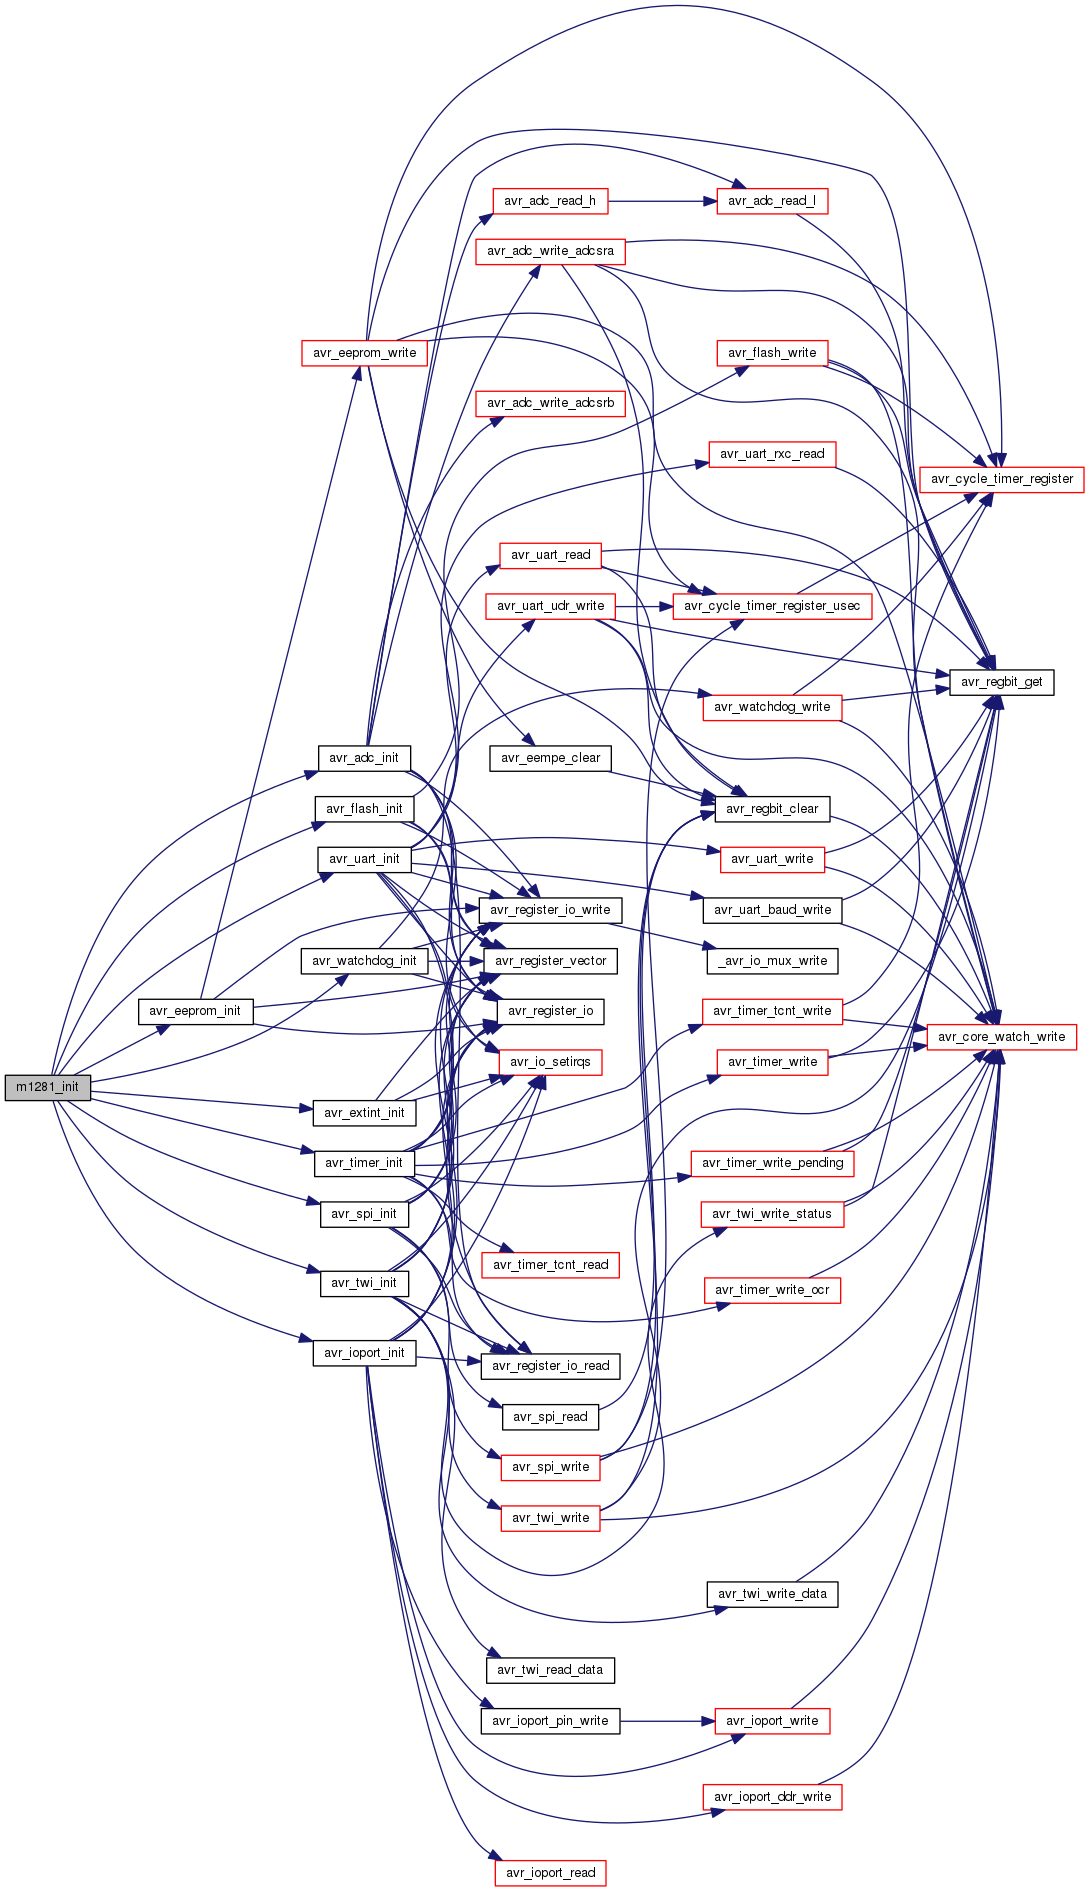 avr_adc_read_h
avr_adc_read_l
avr_adc_write_adcsra
avr_eeprom_write
avr_flash_write
avr_adc_write_adcsrb
avr_uart_rxc_read
avr_cycle_timer_register
avr_uart_read
avr_uart_udr_write
avr_cycle_timer_register_usec
avr_regbit_get
avr_watchdog_write
avr_adc_init
avr_eempe_clear
avr_flash_init
avr_regbit_clear
avr_uart_init
avr_uart_write
avr_register_io_write
avr_uart_baud_write
avr_watchdog_init
avr_register_vector
_avr_io_mux_write
avr_eeprom_init
avr_register_io
avr_timer_tcnt_write
avr_core_watch_write
avr_io_setirqs
avr_timer_write
m1281_init
avr_extint_init
avr_timer_init
avr_timer_write_pending
avr_spi_init
avr_twi_write_status
avr_timer_tcnt_read
avr_twi_init
avr_timer_write_ocr
avr_ioport_init
avr_register_io_read
avr_spi_read
avr_spi_write
avr_twi_write
avr_twi_write_data
avr_twi_read_data
avr_ioport_pin_write
avr_ioport_write
avr_ioport_ddr_write
avr_ioport_read